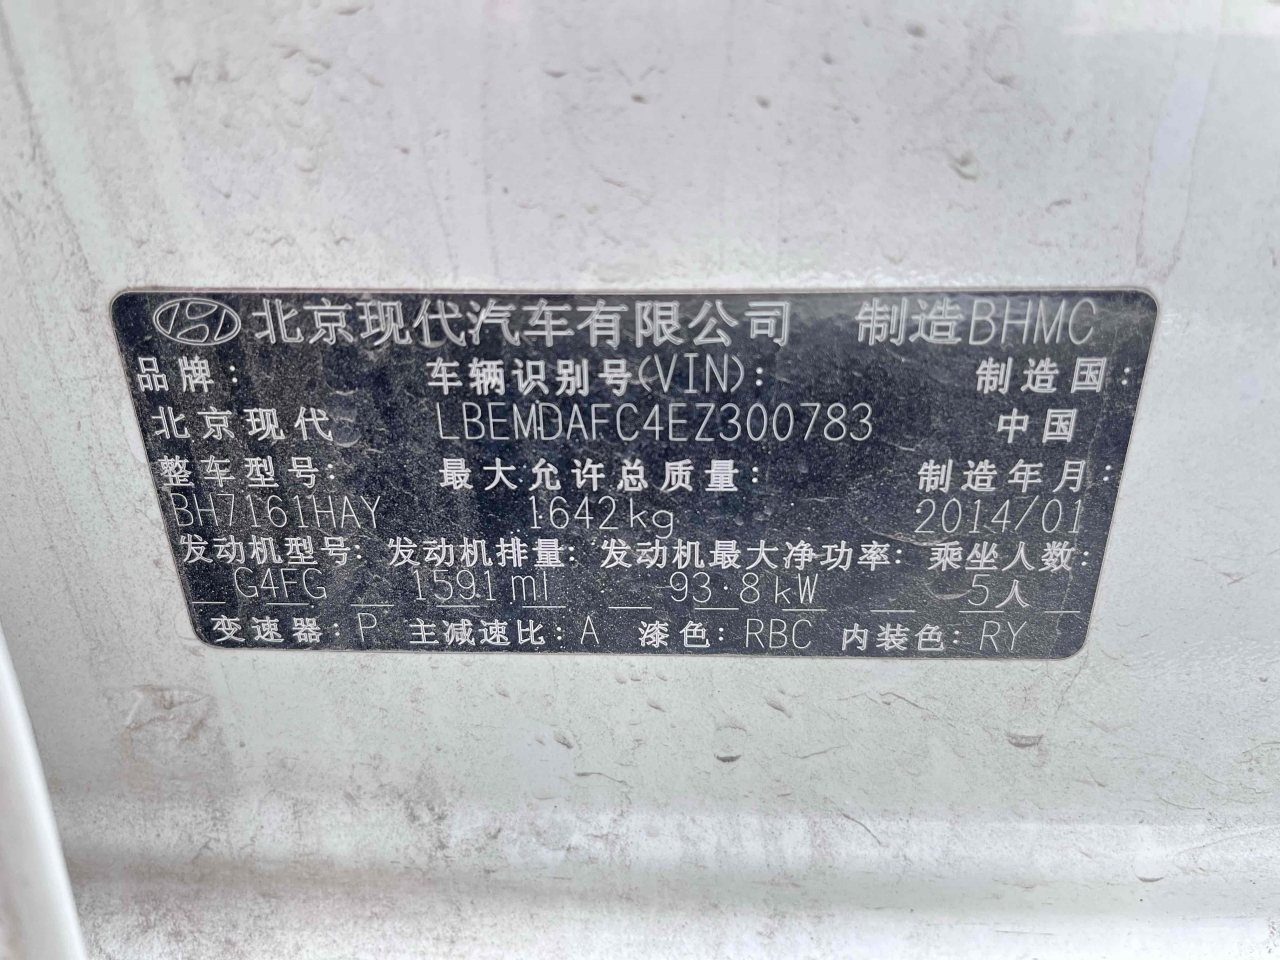 北京现代汽车有限公司 制造BHMC
品牌: 车辆识别号(VIN): 制造国:
北京现代 LBEMDAFC4EZ300783 中国
整车型号: 最大允许总质量: 制造年月:
BH7161HAY 1642kg 2014/01
发动机型号: 发动机排量: 发动机最大净功率: 乘坐人数:
G4FG 1591ml 93.8kW 5人
变速器: P 主减速比: A 漆色: RBC 内装色: RY